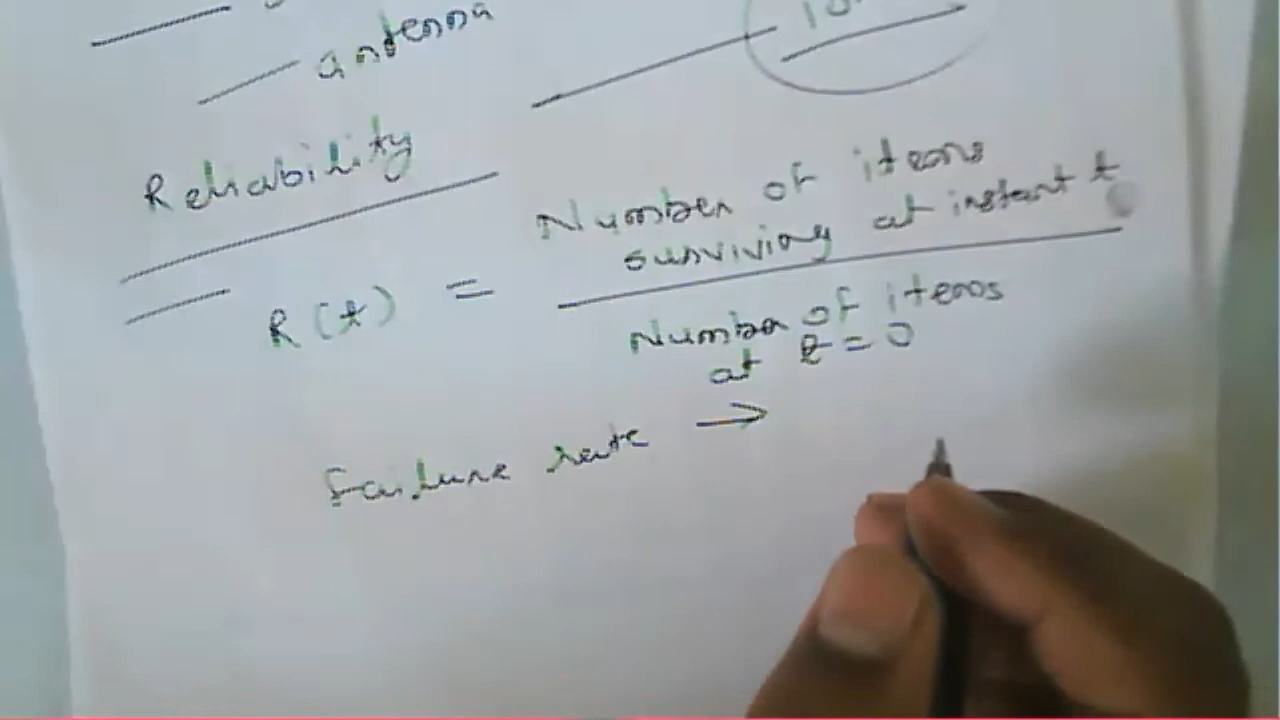 antenna
Reliability
R(t) =
Number of items
surviving at instant t
Number of items
at t = 0
Failure rate →